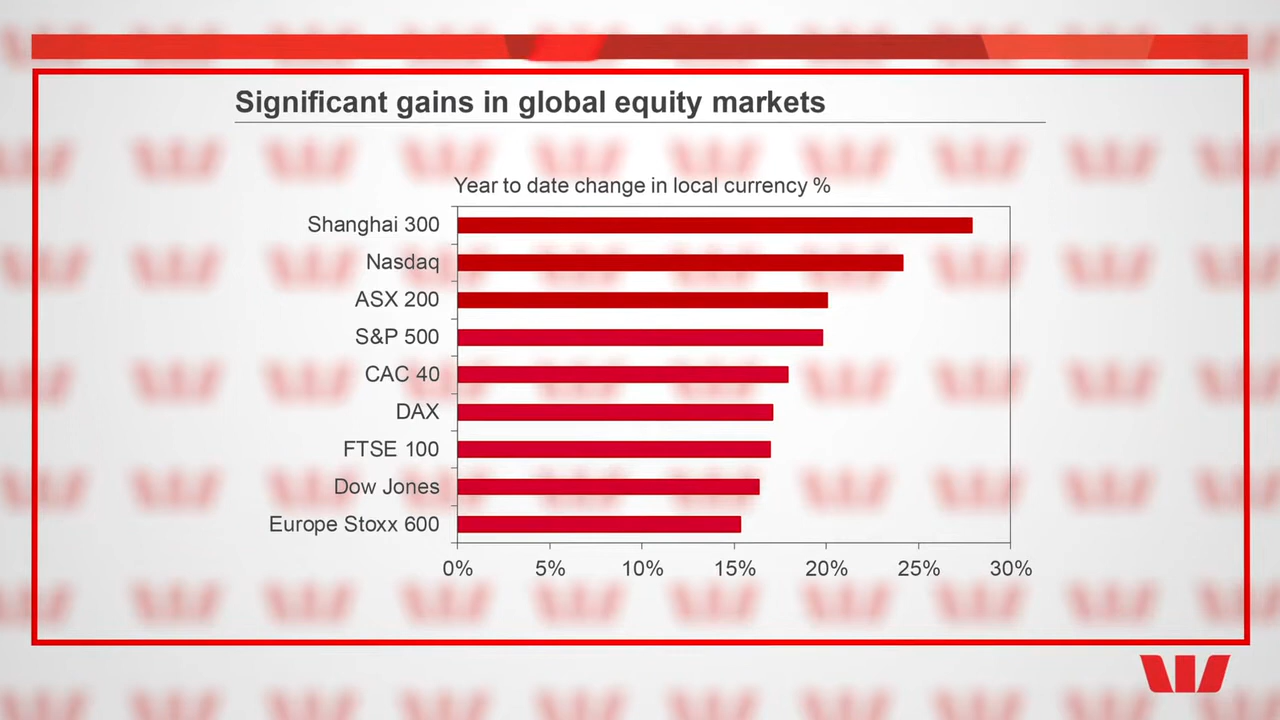 Significant gains in global equity markets
Year to date change in local currency %
Shanghai 300
Nasdaq
ASX 200
S&P 500
CAC 40
DAX
FTSE 100
Dow Jones
Europe Stoxx 600
0% 5% 10% 15% 20% 25% 30%